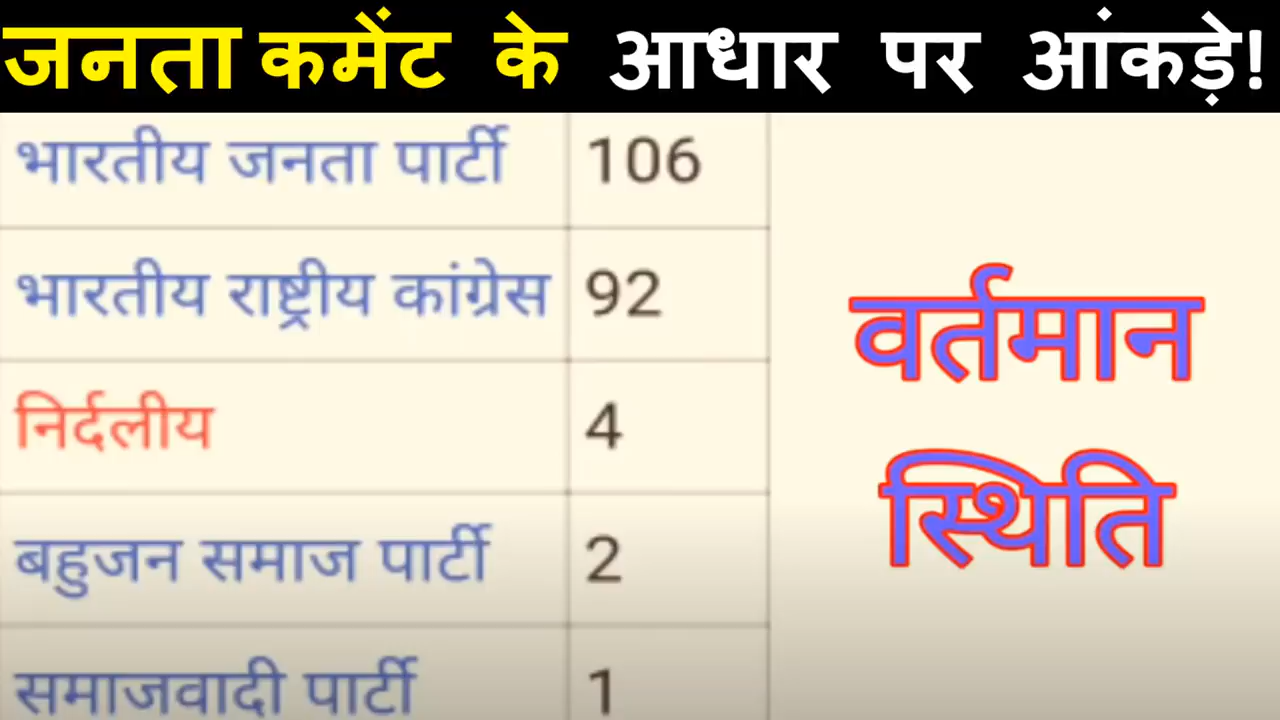 जनता कमेंट के आधार पर आंकड़े!
भारतीय जनता पार्टी 106
भारतीय राष्ट्रीय कांग्रेस 92
निर्दलीय 4
बहुजन समाज पार्टी 2
समाजवादी पार्टी 1
वर्तमान
स्थिति